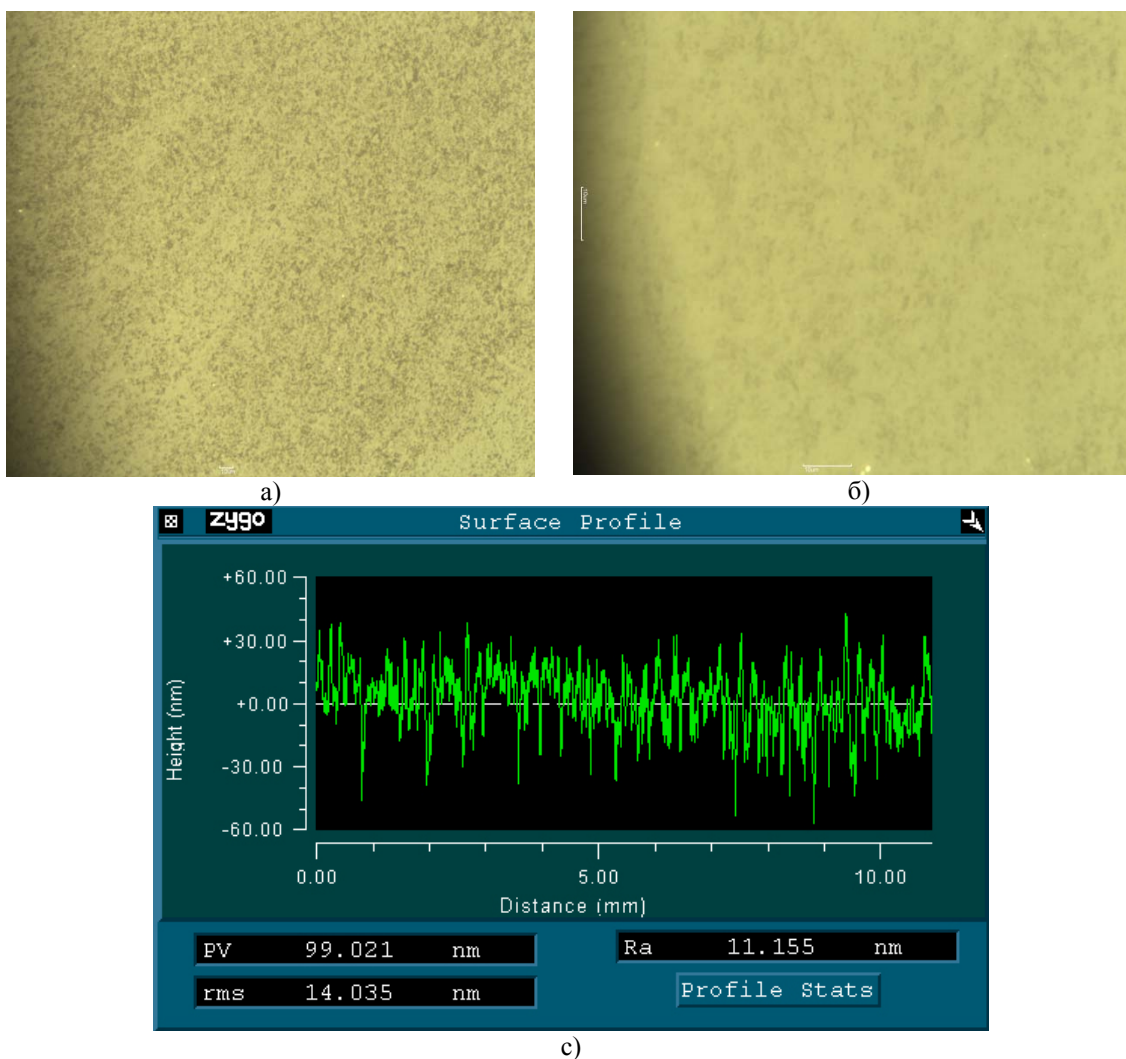 10µm
а)
б)
zygo Surface Profile
+60.00
+30.00
+0.00
-30.00
-60.00
Height (nm)
0.00 5.00 10.00
Distance (mm)
PV 99.021 nm
Ra 11.155 nm
rms 14.035 nm
Profile Stats
с)